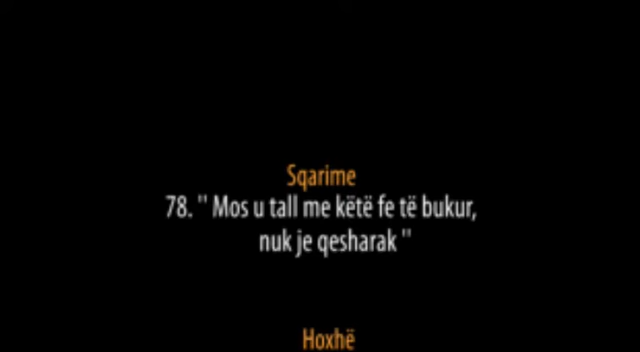 Sqarime
78. " Mos u tall me këtë fe të bukur,
nuk je qesharak "
Hoxhë